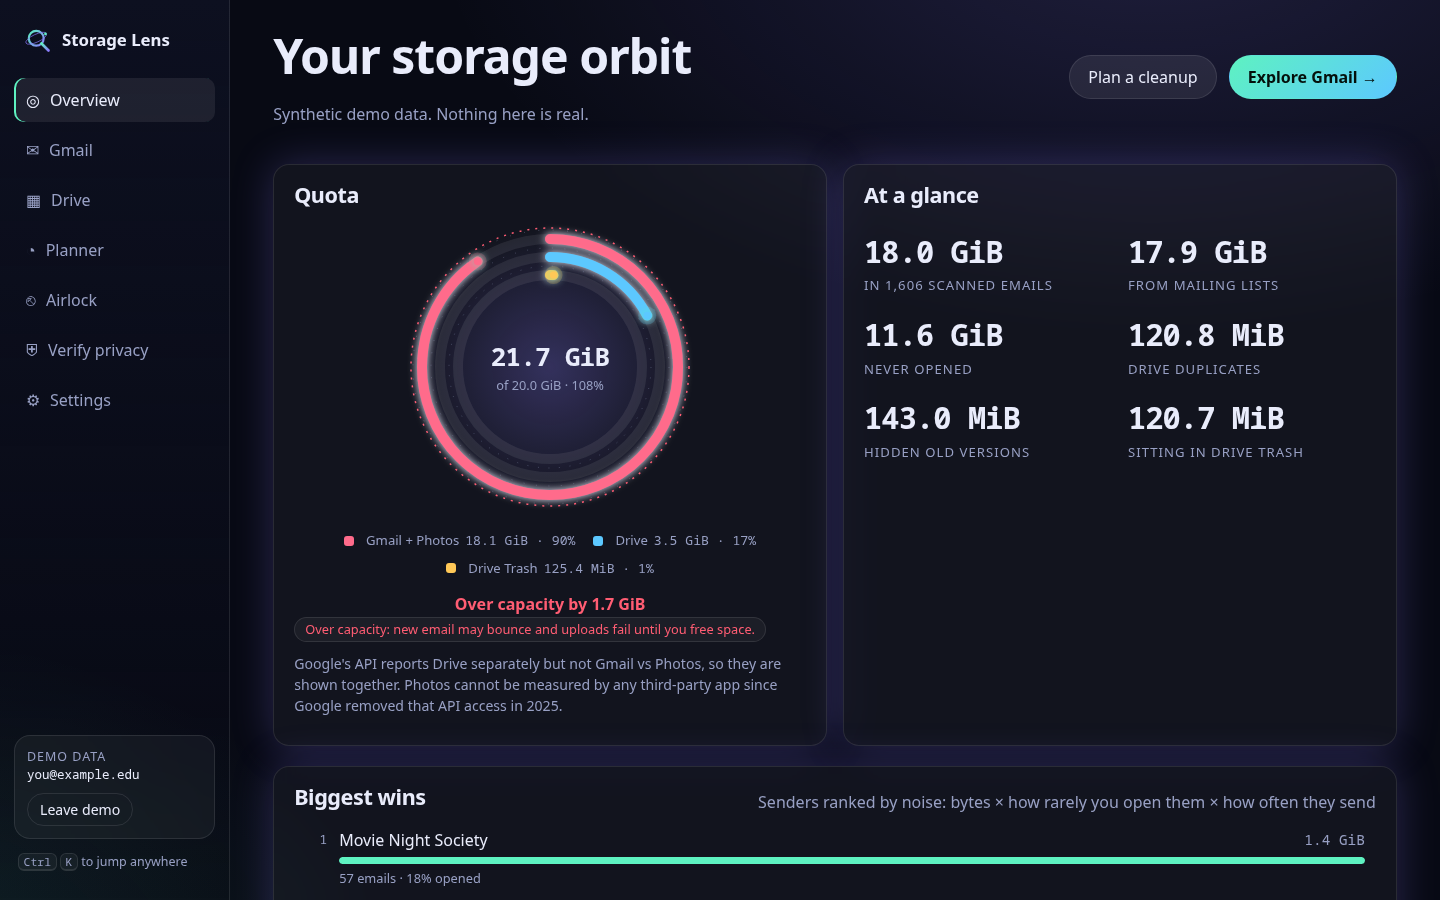 Storage Lens
Overview
Gmail
Drive
Planner
Airlock
Verify privacy
Settings
DEMO DATA
you@example.edu
Leave demo
Ctrl K to jump anywhere
Your storage orbit
Synthetic demo data. Nothing here is real.
Plan a cleanup
Explore Gmail →
Quota
21.7 GiB
of 20.0 GiB · 108%
Gmail + Photos 18.1 GiB · 90% Drive 3.5 GiB · 17%
Drive Trash 125.4 MiB · 1%
Over capacity by 1.7 GiB
Over capacity: new email may bounce and uploads fail until you free space.
Google's API reports Drive separately but not Gmail vs Photos, so they are
shown together. Photos cannot be measured by any third-party app since
Google removed that API access in 2025.
At a glance
18.0 GiB
IN 1,606 SCANNED EMAILS
17.9 GiB
FROM MAILING LISTS
11.6 GiB
NEVER OPENED
120.8 MiB
DRIVE DUPLICATES
143.0 MiB
HIDDEN OLD VERSIONS
120.7 MiB
SITTING IN DRIVE TRASH
Biggest wins
Senders ranked by noise: bytes × how rarely you open them × how often they send
1 Movie Night Society 1.4 GiB
57 emails · 18% opened